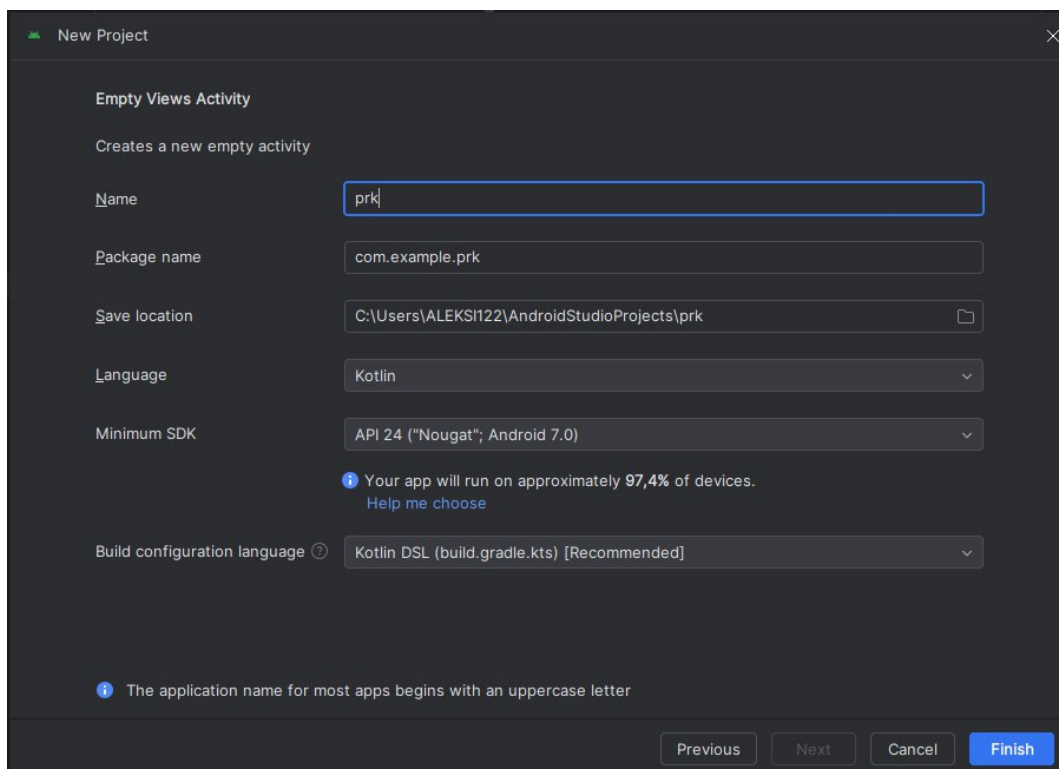 New Project
Empty Views Activity
Creates a new empty activity
Name
prk
Package name
com.example.prk
Save location
C:\Users\ALEKSI122\AndroidStudioProjects\prk
Language
Kotlin
Minimum SDK
API 24 ("Nougat"; Android 7.0)
Your app will run on approximately 97,4% of devices.
Help me choose
Build configuration language
Kotlin DSL (build.gradle.kts) [Recommended]
The application name for most apps begins with an uppercase letter
Previous
Next
Cancel
Finish